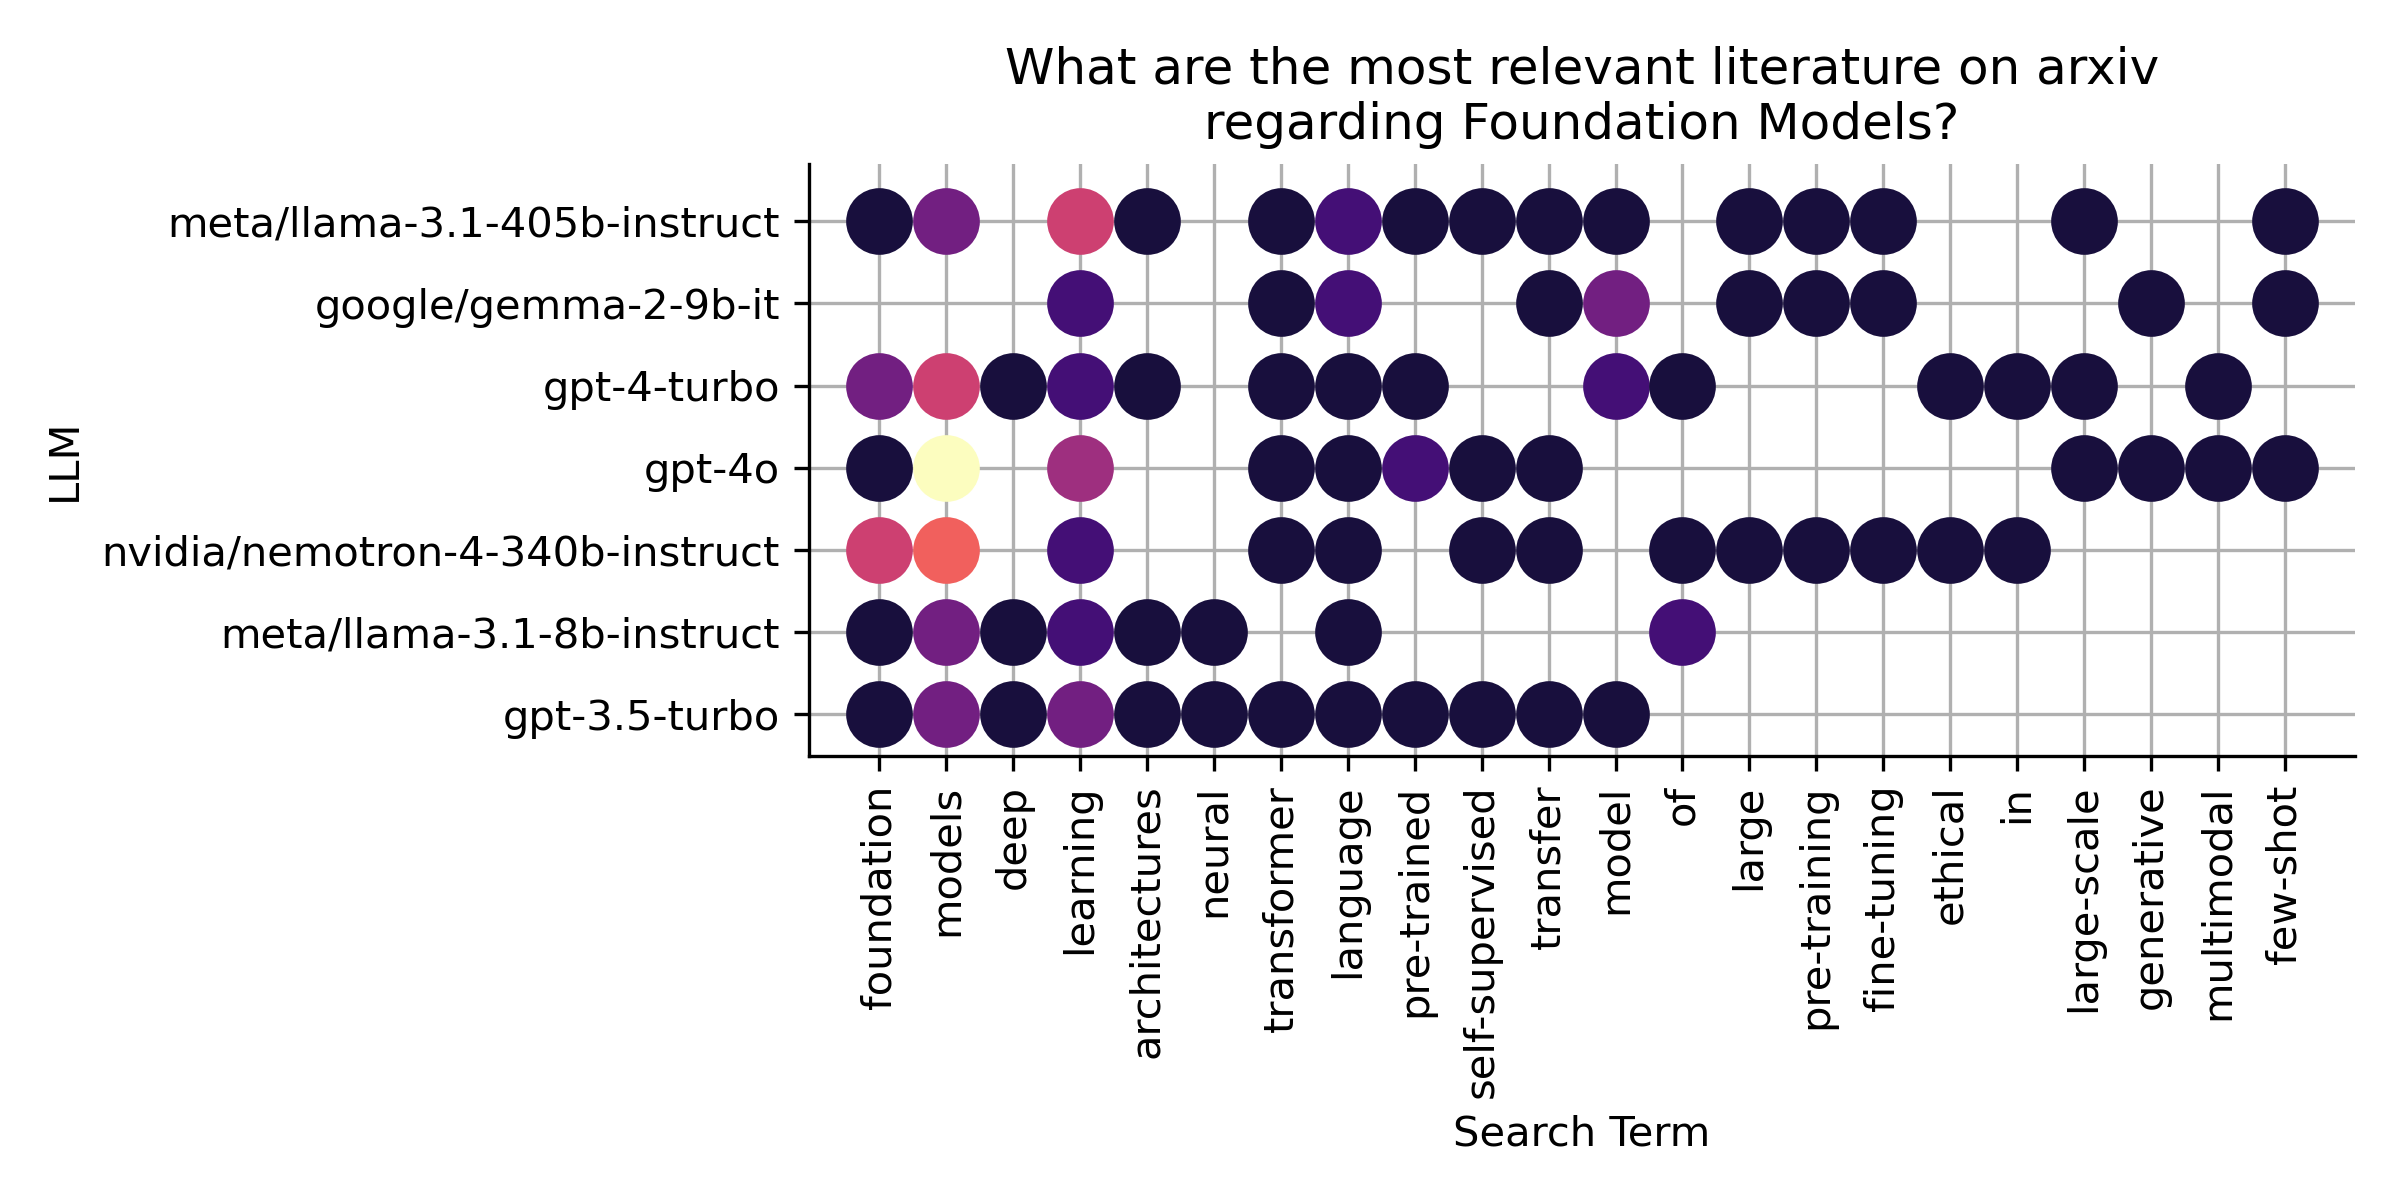 What are the most relevant literature on arxiv
regarding Foundation Models?
LLM
meta/llama-3.1-405b-instruct
google/gemma-2-9b-it
gpt-4-turbo
gpt-4o
nvidia/nemotron-4-340b-instruct
meta/llama-3.1-8b-instruct
gpt-3.5-turbo
foundation
models
deep
learning
architectures
neural
transformer
language
pre-trained
self-supervised
transfer
model
of
large
pre-training
fine-tuning
ethical
in
large-scale
generative
multimodal
few-shot
Search Term